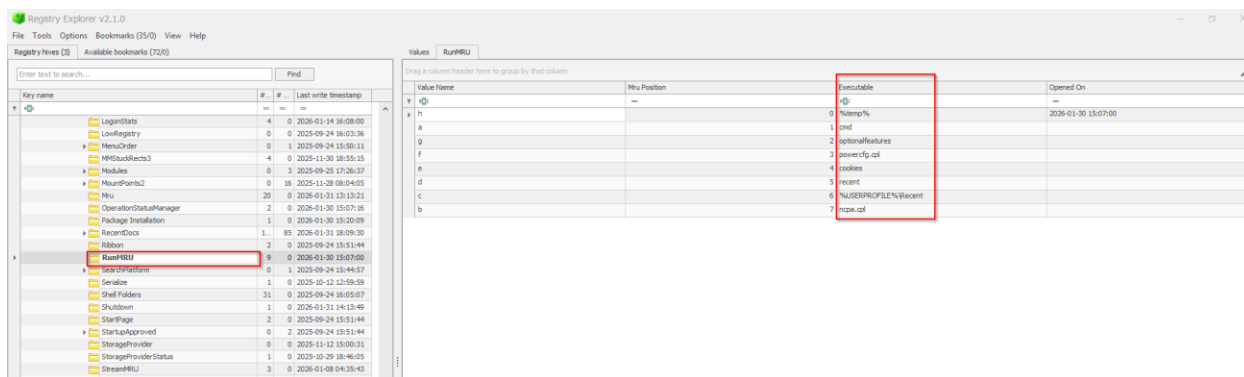 Registry Explorer v2.1.0
File Tools Options Bookmarks (35/0) View Help
Registry hives (3) Available bookmarks (72/0)
Values RunMRU
Enter text to search... Find
Drag a column header here to group by that column
Key name #... # ... Last write timestamp
Value Name Mru Position Executable Opened On
LogonStats 4 0 2026-01-14 16:08:00
LowRegistry 0 0 2025-09-24 16:03:36
MenuOrder 0 1 2025-09-24 15:50:11
MMStuckRects3 4 0 2025-11-30 18:55:15
Modules 0 3 2025-09-25 17:26:37
MountPoints2 0 16 2025-11-28 08:04:05
Mru 20 0 2026-01-31 13:13:21
OperationStatusManager 2 0 2026-01-30 15:07:16
Package Installation 1 0 2026-01-30 15:20:09
RecentDocs 1... 85 2026-01-31 18:09:30
Ribbon 2 0 2025-09-24 15:51:44
RunMRU 9 0 2026-01-30 15:07:00
SearchPlatform 0 1 2025-09-24 15:44:57
Serialize 1 0 2025-10-12 12:59:59
Shell Folders 31 0 2025-09-24 16:05:07
Shutdown 1 0 2026-01-31 14:13:49
StartPage 2 0 2025-09-24 15:51:44
StartupApproved 0 2 2025-09-24 15:51:44
StorageProvider 0 0 2025-11-12 15:00:31
StorageProviderStatus 1 0 2025-10-29 18:46:05
StreamMRU 3 0 2026-01-08 04:35:43
h 0 %temp% 2026-01-30 15:07:00
a 1 cmd
g 2 optionalfeatures
f 3 powercfg.cpl
e 4 cookies
d 5 recent
c 6 %USERPROFILE%\Recent
b 7 ncpa.cpl